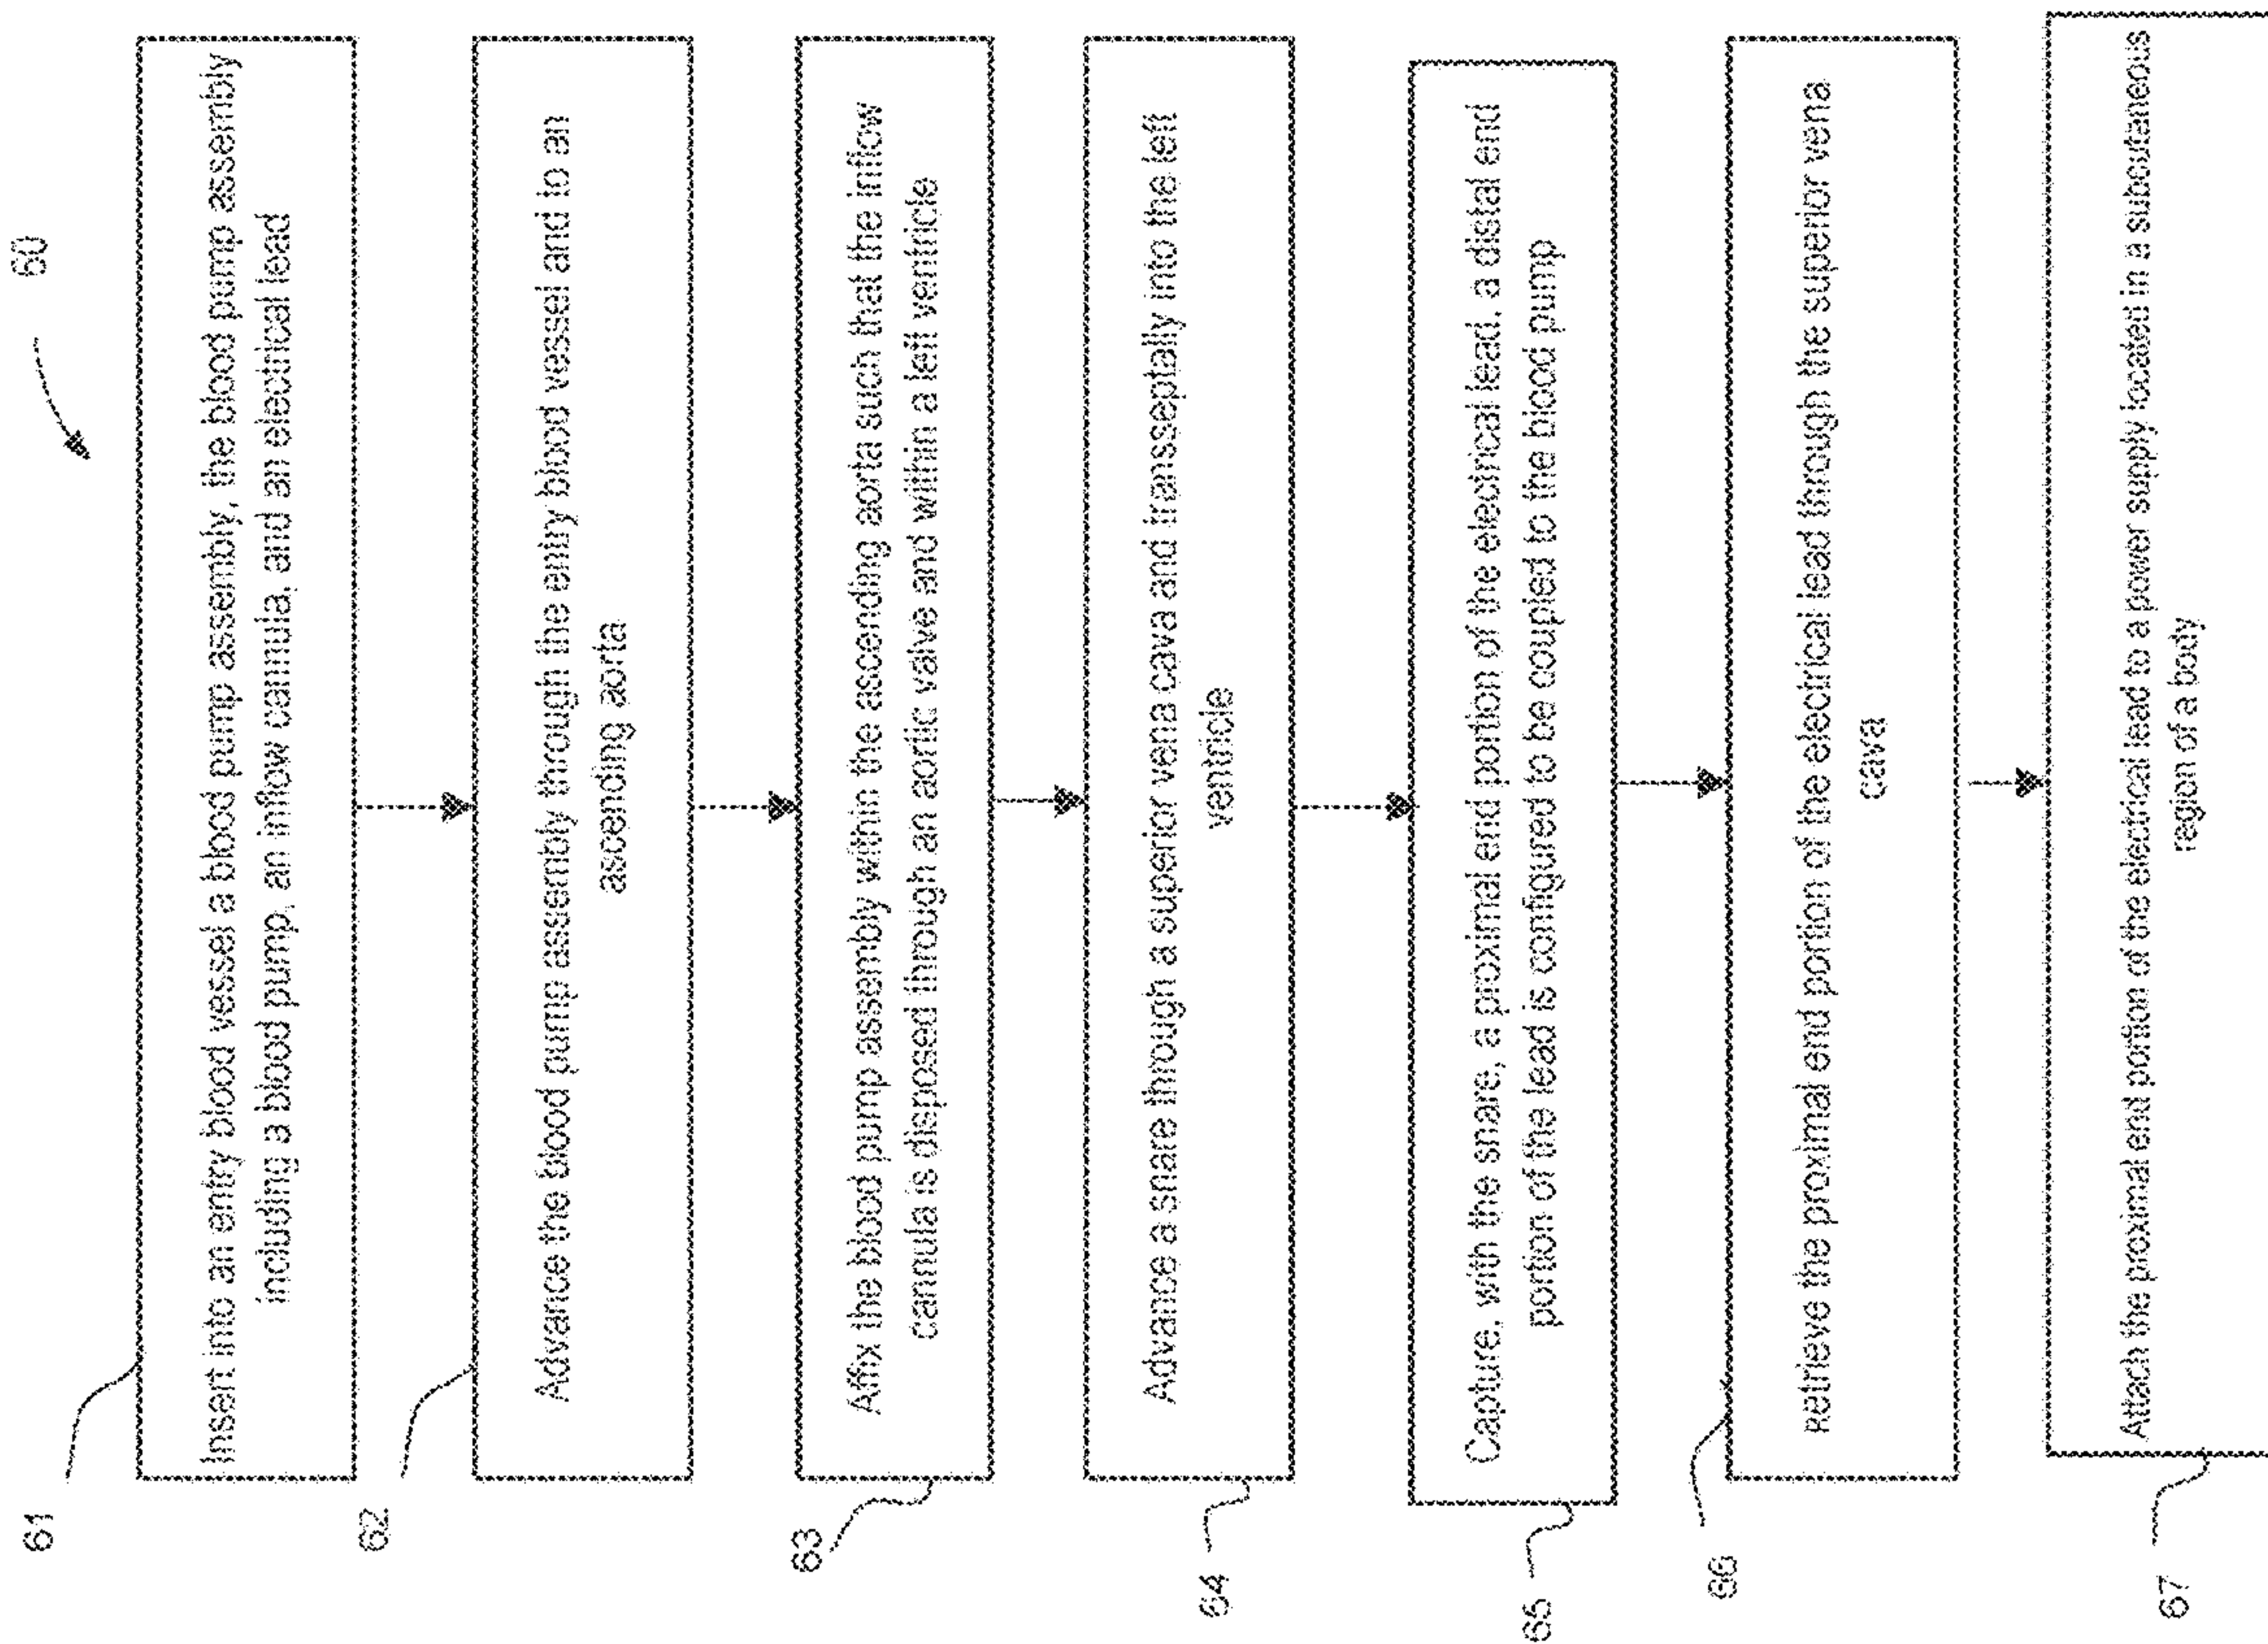 60
61
Insert into an entry blood vessel a blood pump assembly, the blood pump assembly
including a blood pump, an inflow cannula, and an electrical lead
62
Advance the blood pump assembly through the entry blood vessel and to an
ascending aorta
63
Affix the blood pump assembly within the ascending aorta such that the inflow
cannula is disposed through an aortic valve and within a left ventricle
64
Advance a snare through a superior vena cava and transseptally into the left
ventricle
65
Capture, with the snare, a proximal end portion of the electrical lead, a distal end
portion of the lead is configured to be coupled to the blood pump
66
Retrieve the proximal end portion of the electrical lead through the superior vena
cava
67
Attach the proximal end portion of the electrical lead to a power supply located in a subcutaneous
region of a body